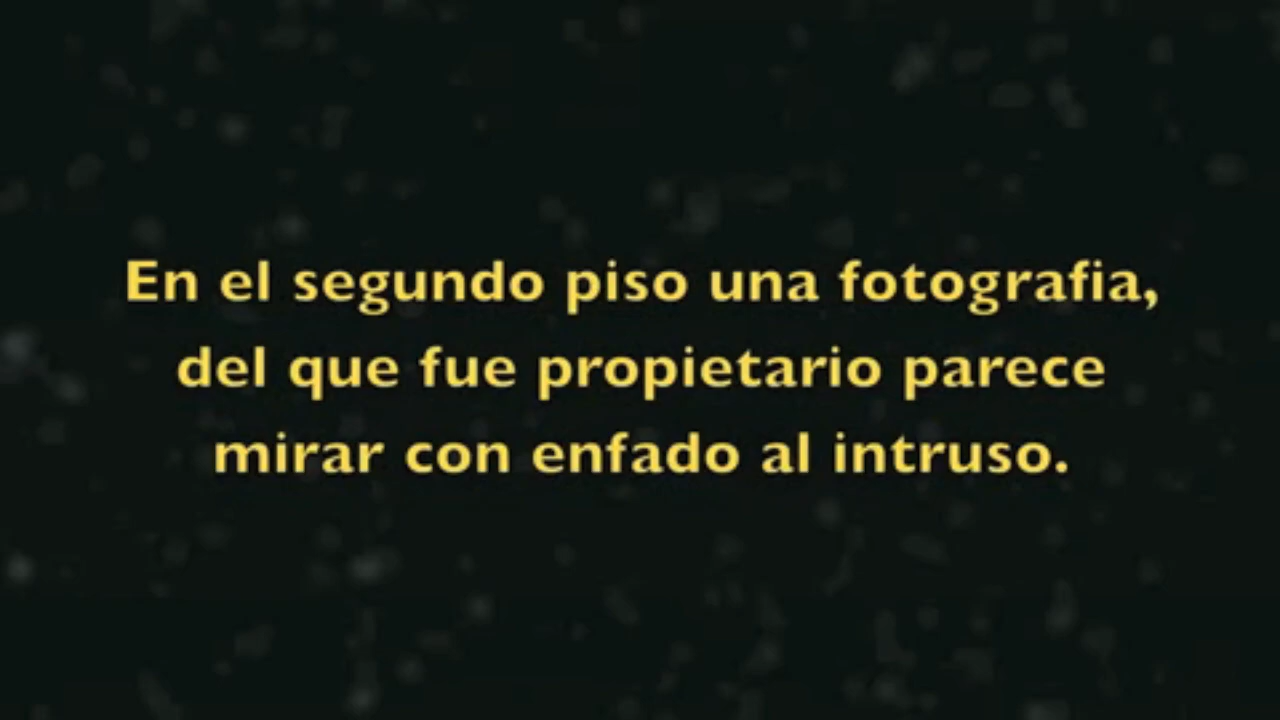 En el segundo piso una fotografia,
del que fue propietario parece
mirar con enfado al intruso.